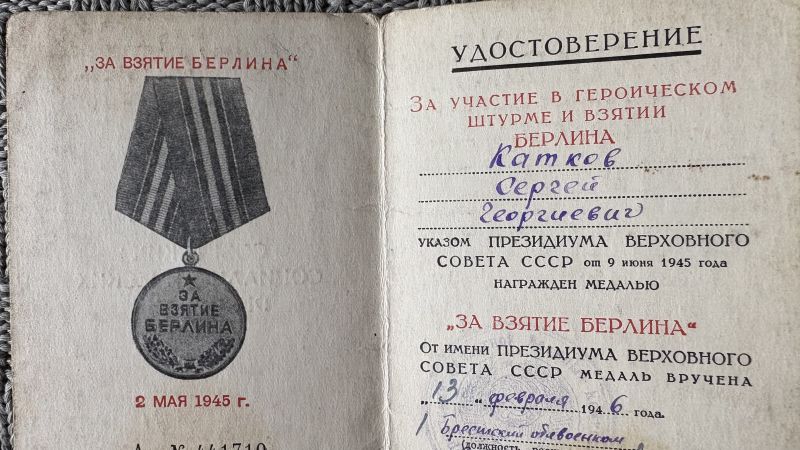 „ЗА ВЗЯТИЕ БЕРЛИНА“
ЗА
ВЗЯТИЕ
БЕРЛИНА
2 МАЯ 1945 г.
УДОСТОВЕРЕНИЕ
ЗА УЧАСТИЕ В ГЕРОИЧЕСКОМ
ШТУРМЕ И ВЗЯТИИ
БЕРЛИНА
Катков
Сергей
Георгиевич
УКАЗОМ ПРЕЗИДИУМА ВЕРХОВНОГО
СОВЕТА СССР от 9 июня 1945 года
НАГРАЖДЕН МЕДАЛЬЮ
„ЗА ВЗЯТИЕ БЕРЛИНА“
От имени ПРЕЗИДИУМА ВЕРХОВНОГО
СОВЕТА СССР МЕДАЛЬ ВРУЧЕНА
„13“ февраля 1946 года.
Брестский облвоенком